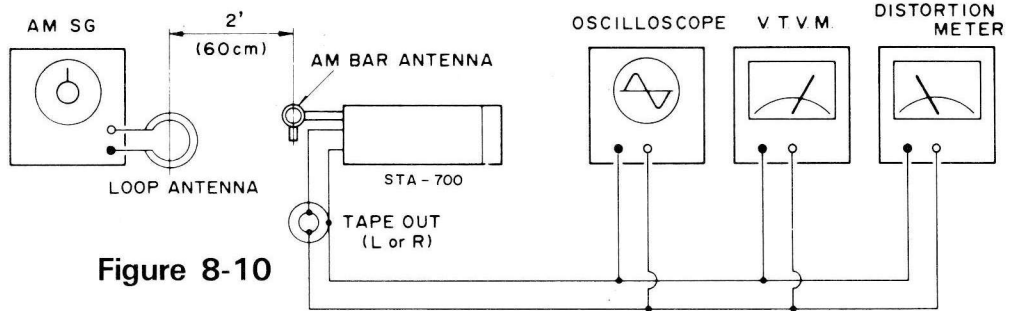 AM SG
2'
(60cm)
AM BAR ANTENNA
LOOP ANTENNA
STA-700
TAPE OUT
(L or R)
OSCILLOSCOPE
V.T.V.M.
DISTORTION
METER
Figure 8-10